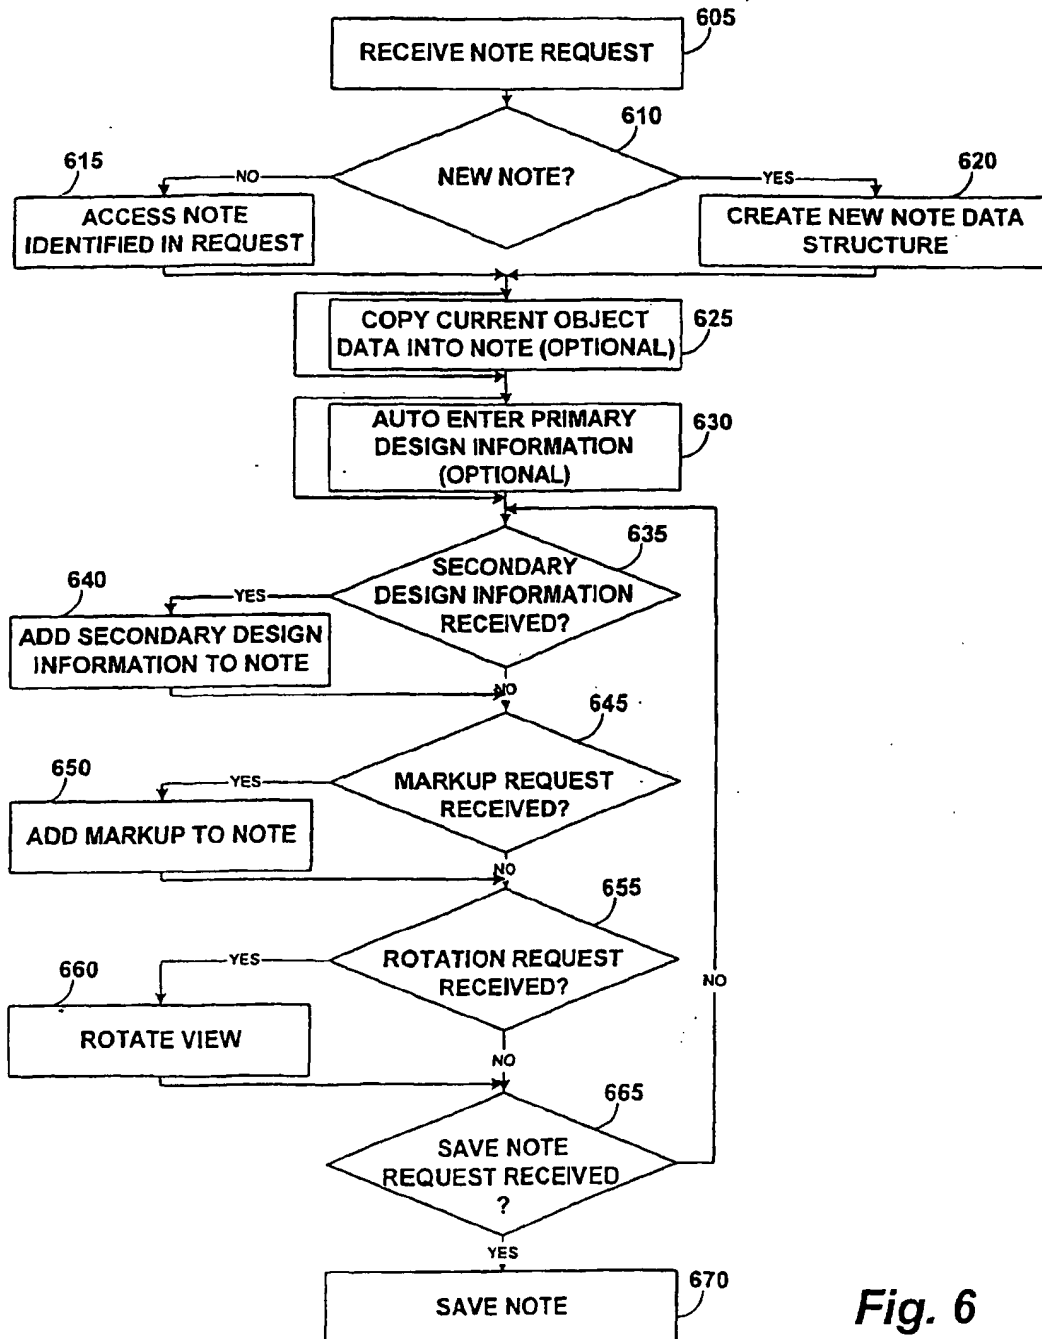 605
RECEIVE NOTE REQUEST
610
NEW NOTE?
NO
YES
615
ACCESS NOTE
IDENTIFIED IN REQUEST
620
CREATE NEW NOTE DATA
STRUCTURE
COPY CURRENT OBJECT
DATA INTO NOTE (OPTIONAL)
625
AUTO ENTER PRIMARY
DESIGN INFORMATION
(OPTIONAL)
630
635
SECONDARY
DESIGN INFORMATION
RECEIVED?
YES
640
ADD SECONDARY DESIGN
INFORMATION TO NOTE
NO
645
MARKUP REQUEST
RECEIVED?
YES
650
ADD MARKUP TO NOTE
NO
655
ROTATION REQUEST
RECEIVED?
YES
660
ROTATE VIEW
NO
NO
665
SAVE NOTE
REQUEST RECEIVED
?
YES
SAVE NOTE
670
Fig. 6